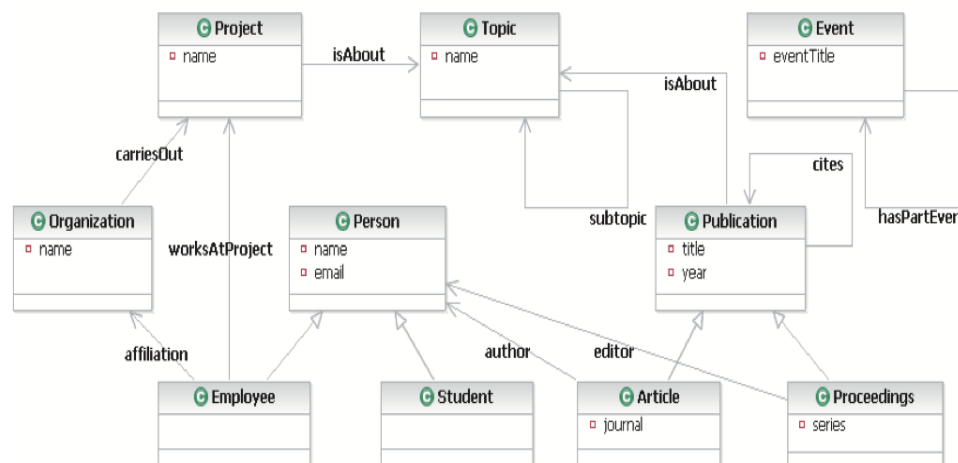 C Project
name
C Topic
name
C Event
eventTitle
isAbout
isAbout
carriesOut
cites
C Organization
name
C Person
name
email
subtopic
C Publication
title
year
hasPartEven
worksAtProject
affiliation
author
editor
C Employee
C Student
C Article
journal
C Proceedings
series